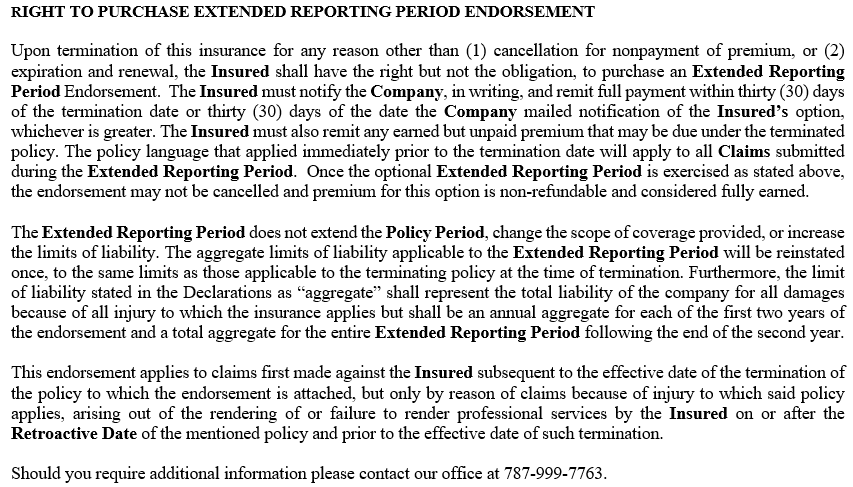 RIGHT TO PURCHASE EXTENDED REPORTING PERIOD ENDORSEMENT
Upon termination of this insurance for any reason other than (1) cancellation for nonpayment of premium, or (2)
expiration and renewal, the Insured shall have the right but not the obligation, to purchase an Extended Reporting
Period Endorsement. The Insured must notify the Company, in writing, and remit full payment within thirty (30) days
of the termination date or thirty (30) days of the date the Company mailed notification of the Insured's option,
whichever is greater. The Insured must also remit any earned but unpaid premium that may be due under the terminated
policy. The policy language that applied immediately prior to the termination date will apply to all Claims submitted
during the Extended Reporting Period. Once the optional Extended Reporting Period is exercised as stated above,
the endorsement may not be cancelled and premium for this option is non-refundable and considered fully earned.
The Extended Reporting Period does not extend the Policy Period, change the scope of coverage provided, or increase
the limits of liability. The aggregate limits of liability applicable to the Extended Reporting Period will be reinstated
once, to the same limits as those applicable to the terminating policy at the time of termination. Furthermore, the limit
of liability stated in the Declarations as “aggregate” shall represent the total liability of the company for all damages
because of all injury to which the insurance applies but shall be an annual aggregate for each of the first two years of
the endorsement and a total aggregate for the entire Extended Reporting Period following the end of the second year.
This endorsement applies to claims first made against the Insured subsequent to the effective date of the termination of
the policy to which the endorsement is attached, but only by reason of claims because of injury to which said policy
applies, arising out of the rendering of or failure to render professional services by the Insured on or after the
Retroactive Date of the mentioned policy and prior to the effective date of such termination.
Should you require additional information please contact our office at 787-999-7763.